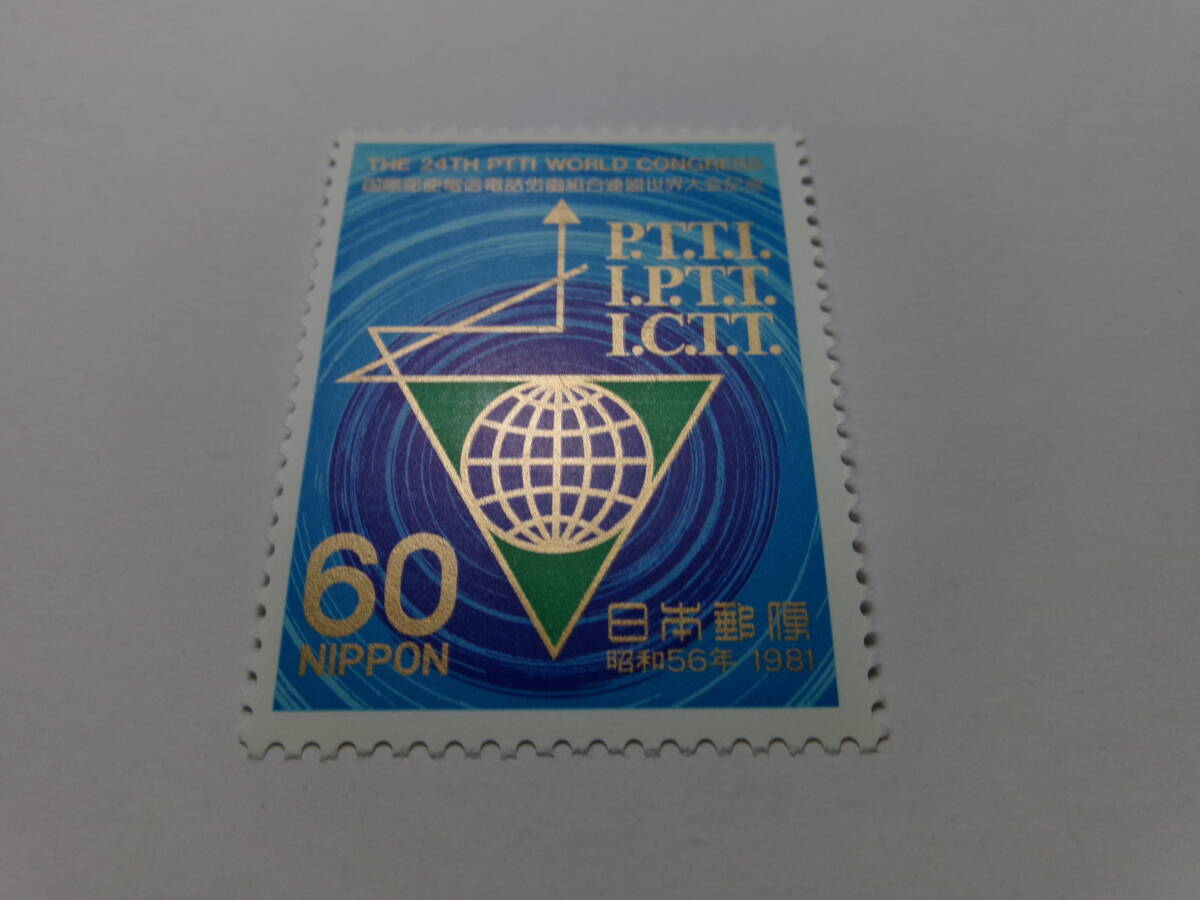 THE 24TH PTTI WORLD CONGRESS
国際郵便電信電話労働組合連盟世界大会記念
P.T.T.I.
I.P.T.T.
I.C.T.T.
60
NIPPON
日本郵便
昭和56年 1981